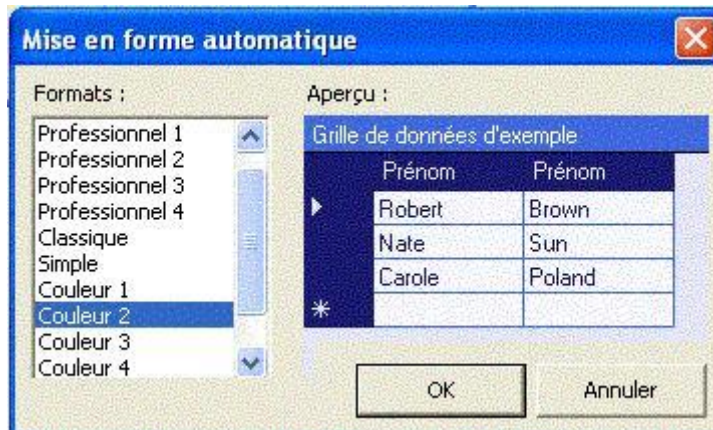 Mise en forme automatique
Formats :
Professionnel 1
Professionnel 2
Professionnel 3
Professionnel 4
Classique
Simple
Couleur 1
Couleur 2
Couleur 3
Couleur 4
Aperçu :
Grille de données d'exemple
Prénom Prénom
Robert Brown
Nate Sun
Carole Poland
OK Annuler